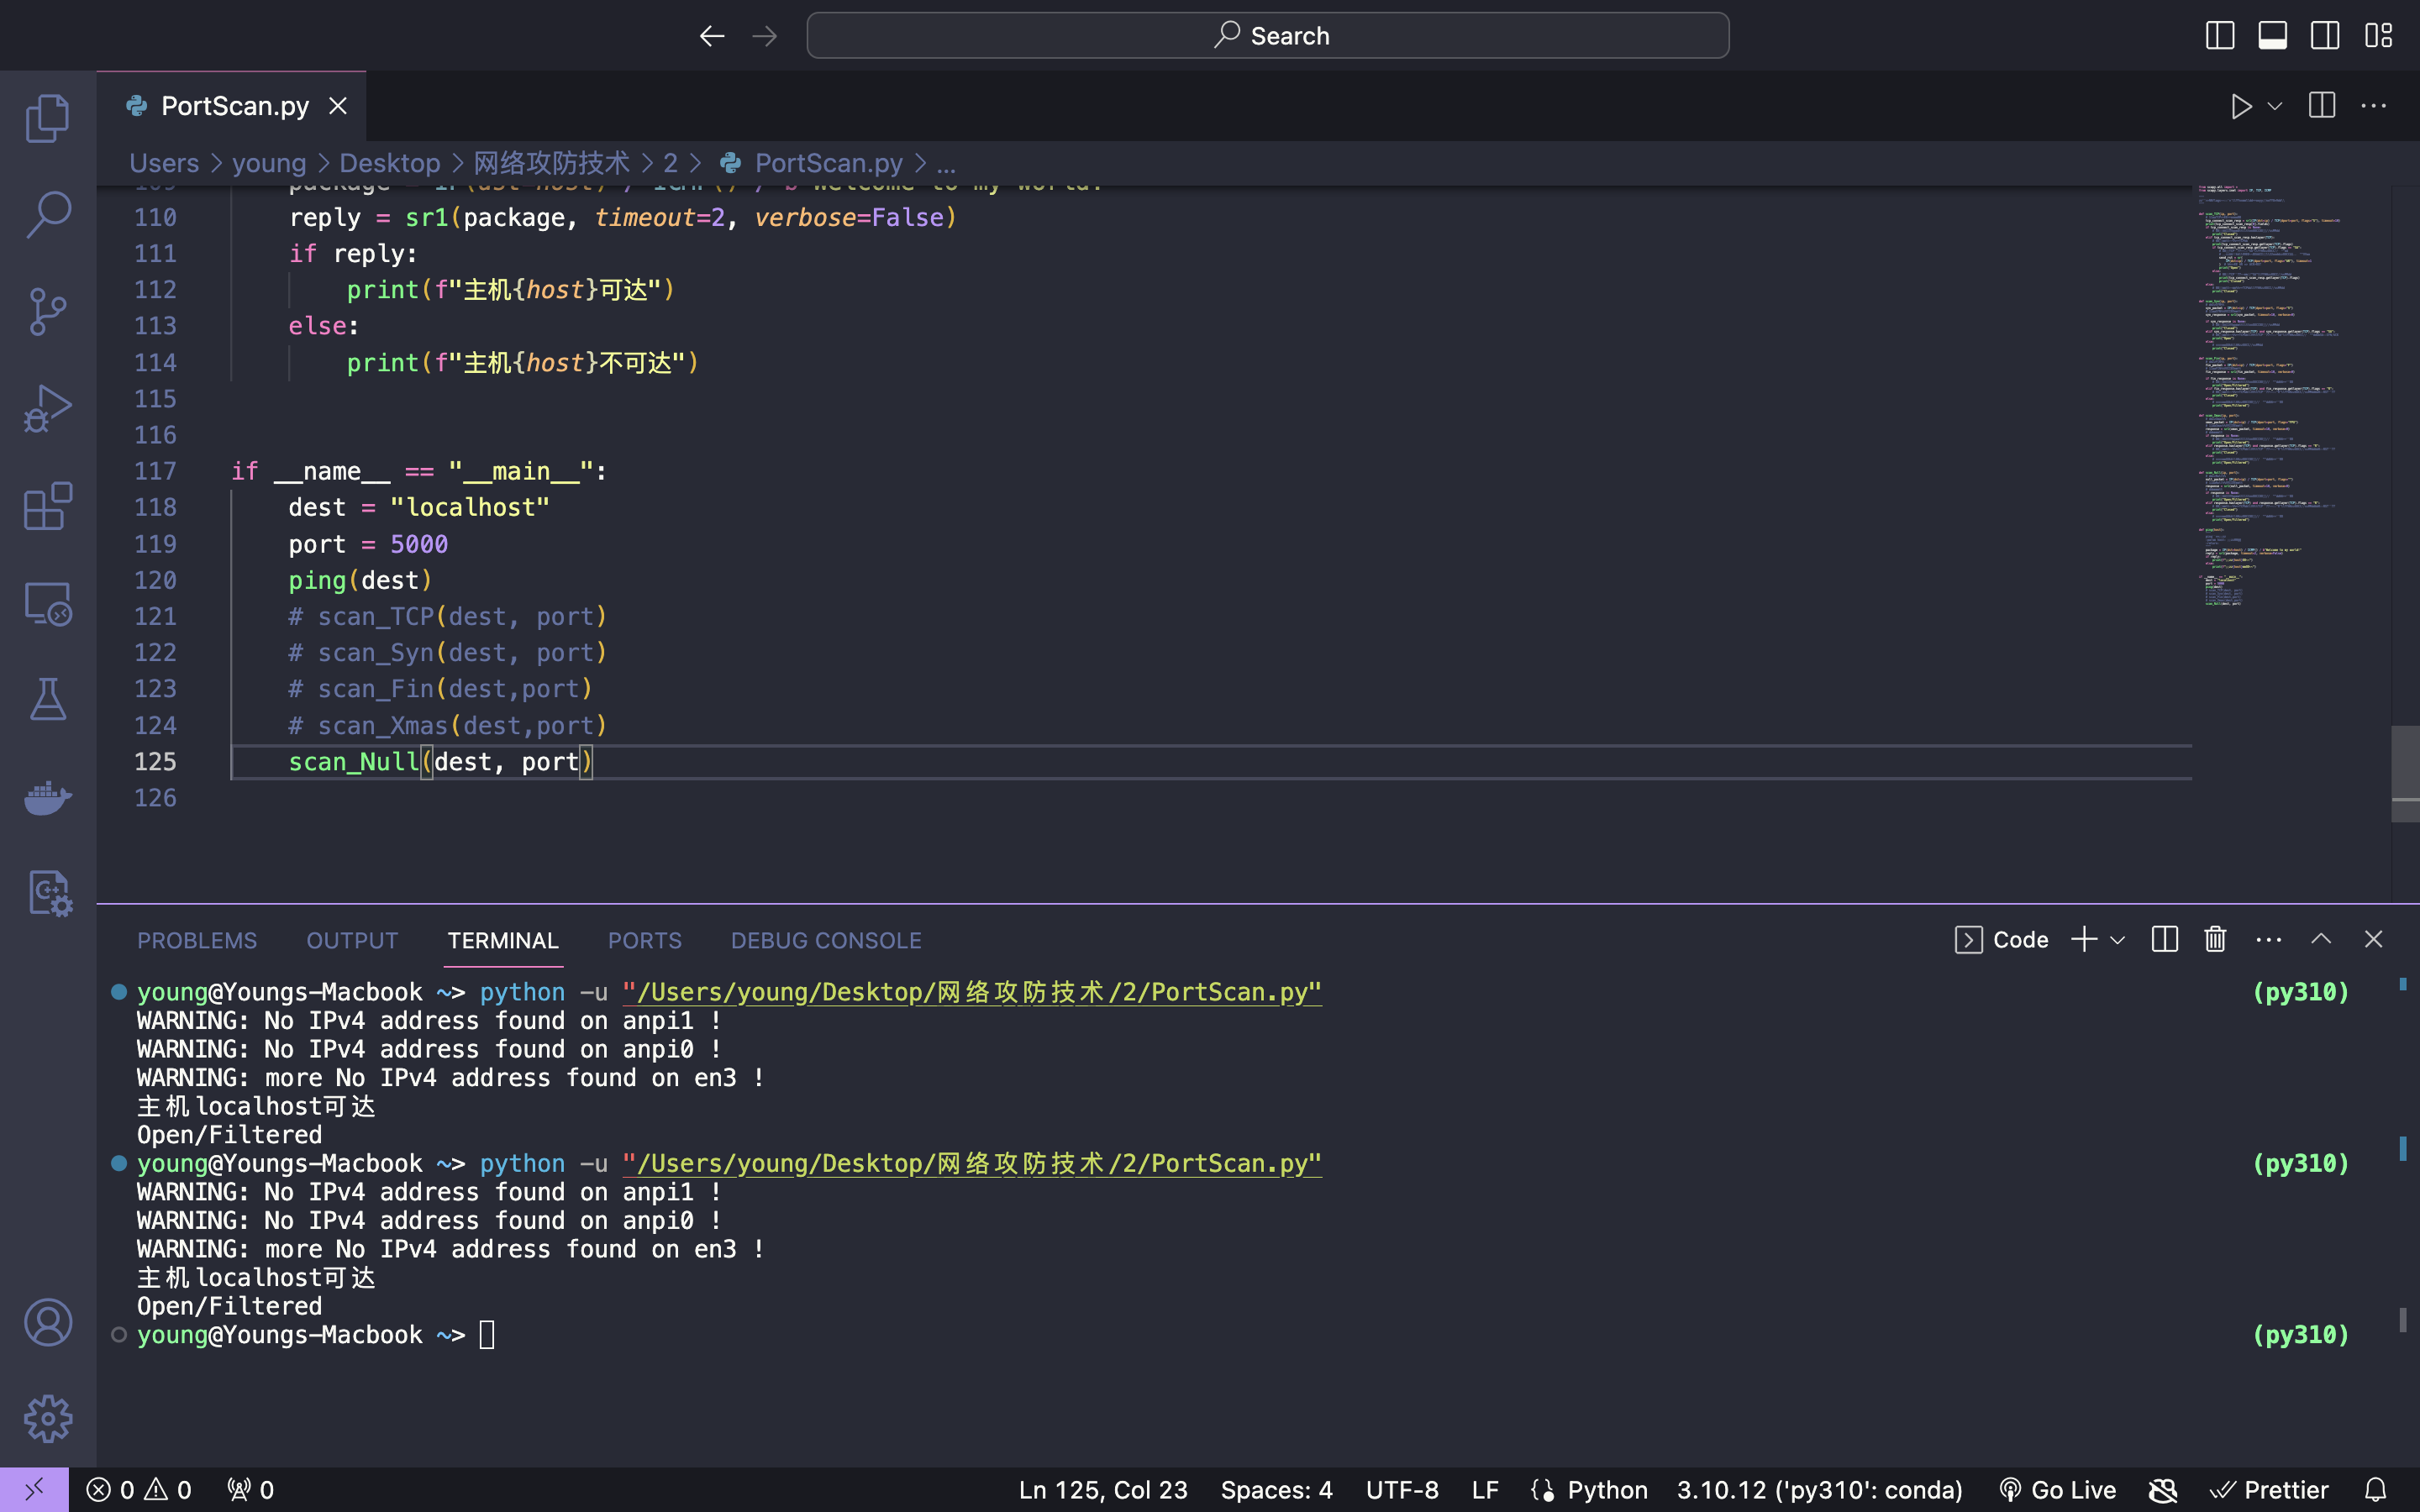 Search
PortScan.py
Users > young > Desktop > 网络攻防技术 > 2 > PortScan.py > ...
110 reply = sr1(package, timeout=2, verbose=False)
111 if reply:
112 print(f"主机{host}可达")
113 else:
114 print(f"主机{host}不可达")
115
116
117 if __name__ == "__main__":
118 dest = "localhost"
119 port = 5000
120 ping(dest)
121 # scan_TCP(dest, port)
122 # scan_Syn(dest, port)
123 # scan_Fin(dest,port)
124 # scan_Xmas(dest,port)
125 scan_Null(dest, port)
126
PROBLEMS OUTPUT TERMINAL PORTS DEBUG CONSOLE Code
young@Youngs-Macbook ~> python -u "/Users/young/Desktop/网络攻防技术/2/PortScan.py" (py310)
WARNING: No IPv4 address found on anpi1 !
WARNING: No IPv4 address found on anpi0 !
WARNING: more No IPv4 address found on en3 !
主机localhost可达
Open/Filtered
young@Youngs-Macbook ~> python -u "/Users/young/Desktop/网络攻防技术/2/PortScan.py" (py310)
WARNING: No IPv4 address found on anpi1 !
WARNING: No IPv4 address found on anpi0 !
WARNING: more No IPv4 address found on en3 !
主机localhost可达
Open/Filtered
young@Youngs-Macbook ~> (py310)
0 0 0 Ln 125, Col 23 Spaces: 4 UTF-8 LF Python 3.10.12 ('py310': conda) Go Live Prettier